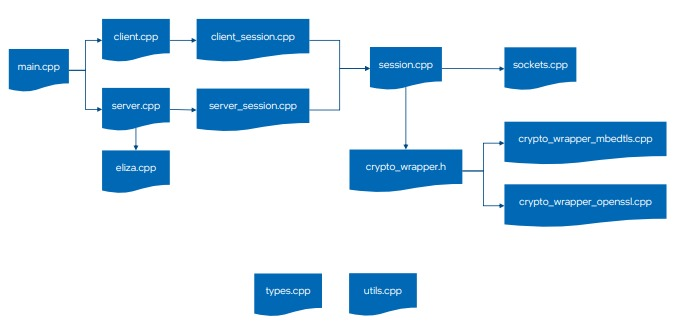 client.cpp
client_session.cpp
main.cpp
session.cpp
sockets.cpp
server.cpp
server_session.cpp
eliza.cpp
crypto_wrapper.h
crypto_wrapper_mbedtls.cpp
crypto_wrapper_openssl.cpp
types.cpp
utils.cpp